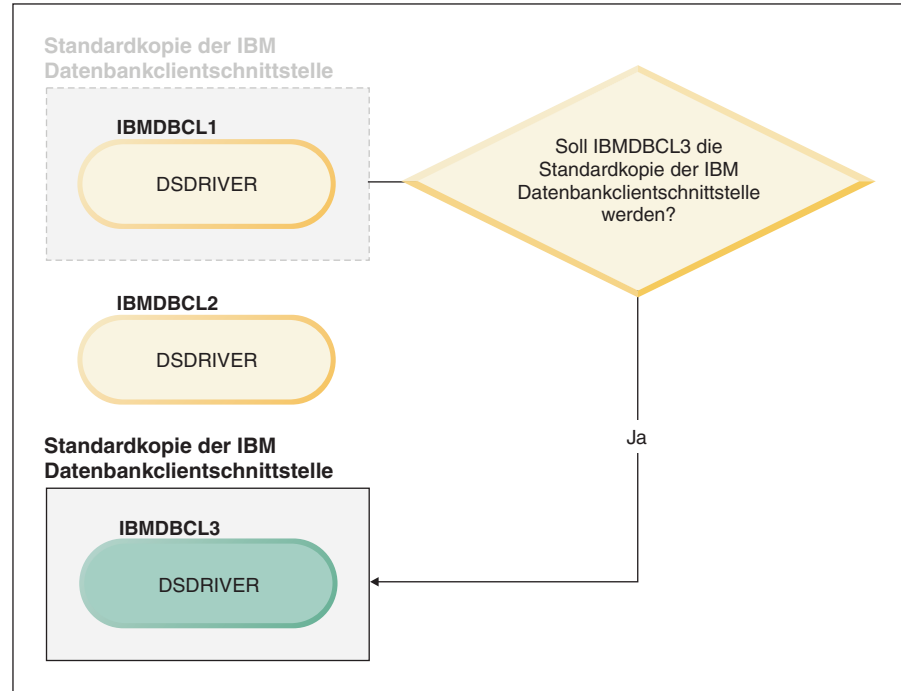 Standardkopie der IBM
Datenbankclientschnittstelle
IBMDBCL1
DSDRIVER
Soll IBMDBCL3 die
Standardkopie der IBM
Datenbankclientschnittstelle
werden?
IBMDBCL2
DSDRIVER
Ja
Standardkopie der IBM
Datenbankclientschnittstelle
IBMDBCL3
DSDRIVER